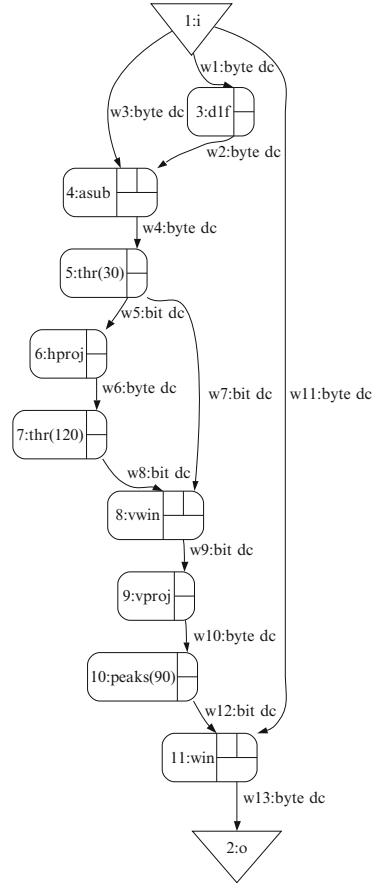 1:i
w1:byte dc
w3:byte dc
3:d1f
w2:byte dc
4:asub
w4:byte dc
5:thr(30)
w5:bit dc
6:hproj
w6:byte dc
w7:bit dc
w11:byte dc
7:thr(120)
w8:bit dc
8:vwin
w9:bit dc
9:vproj
w10:byte dc
10:peaks(90)
w12:bit dc
11:win
w13:byte dc
2:o